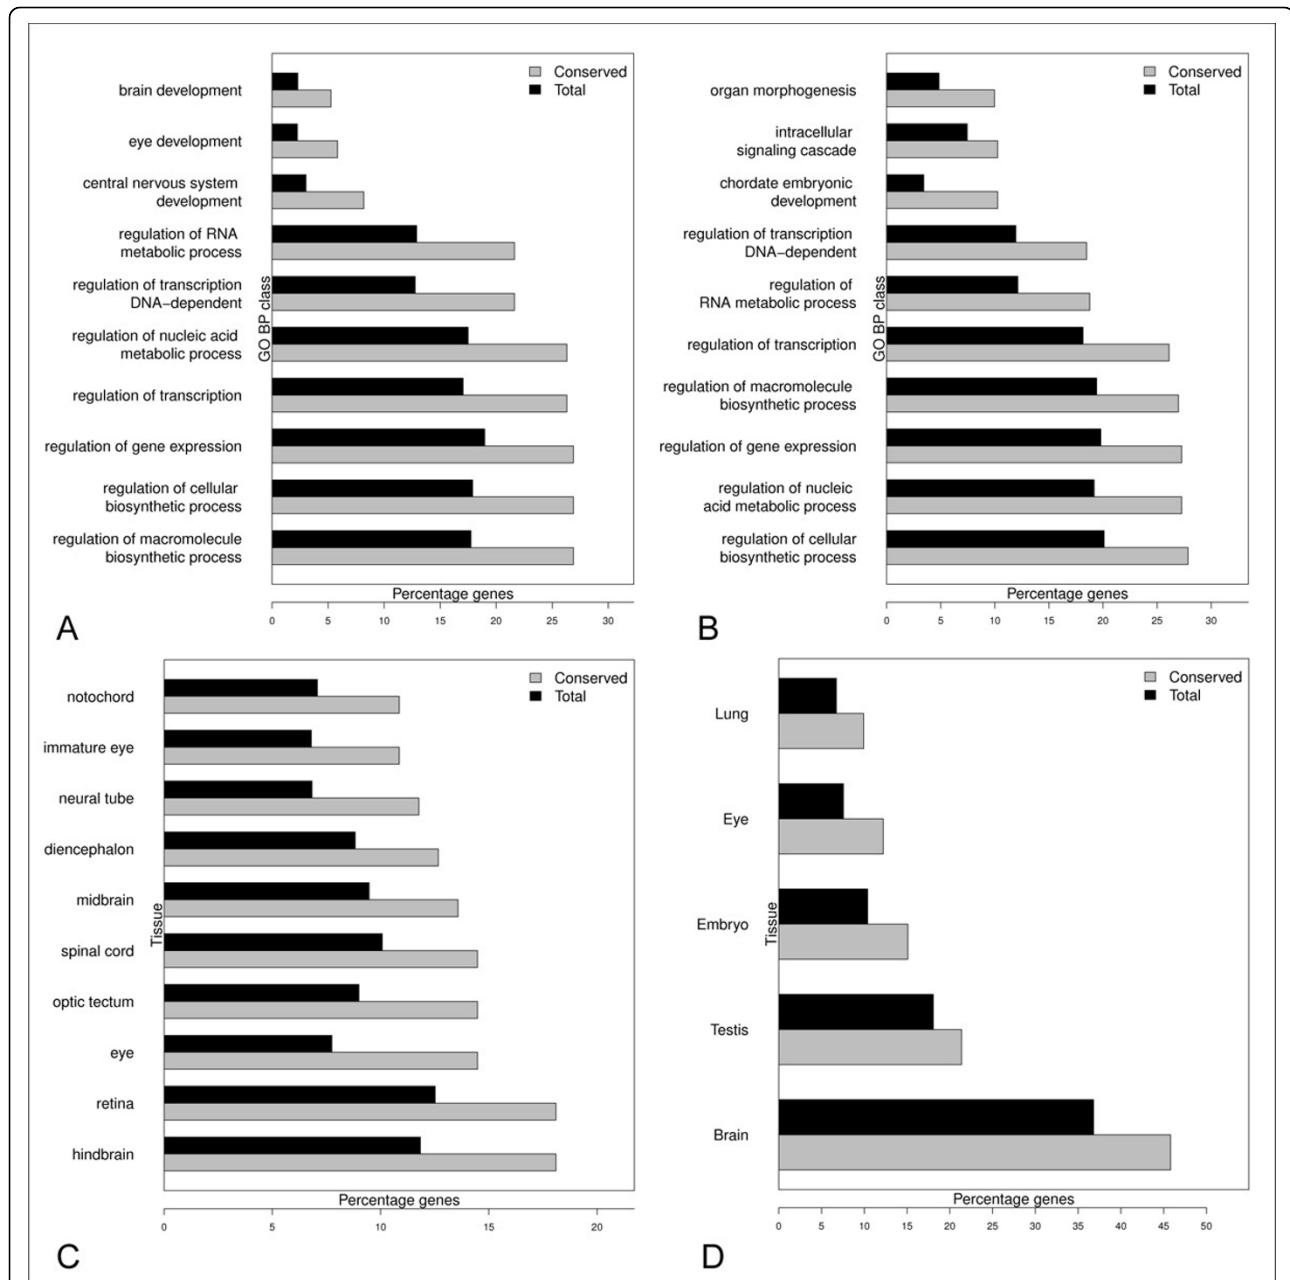 Conserved
Total
brain development
eye development
central nervous system
development
regulation of RNA
metabolic process
regulation of transcription
DNA−dependent
regulation of nucleic acid
metabolic process
regulation of transcription
regulation of gene expression
regulation of cellular
biosynthetic process
regulation of macromolecule
biosynthetic process
GO BP class
Percentage genes
0 5 10 15 20 25 30
A
Conserved
Total
organ morphogenesis
intracellular
signaling cascade
chordate embryonic
development
regulation of transcription
DNA−dependent
regulation of
RNA metabolic process
regulation of transcription
regulation of macromolecule
biosynthetic process
regulation of gene expression
regulation of nucleic
acid metabolic process
regulation of cellular
biosynthetic process
GO BP class
Percentage genes
0 5 10 15 20 25 30
B
Conserved
Total
notochord
immature eye
neural tube
diencephalon
midbrain
spinal cord
optic tectum
eye
retina
hindbrain
Tissue
Percentage genes
0 5 10 15 20
C
Conserved
Total
Lung
Eye
Embryo
Testis
Brain
Tissue
Percentage genes
0 5 10 15 20 25 30 35 40 45 50
D